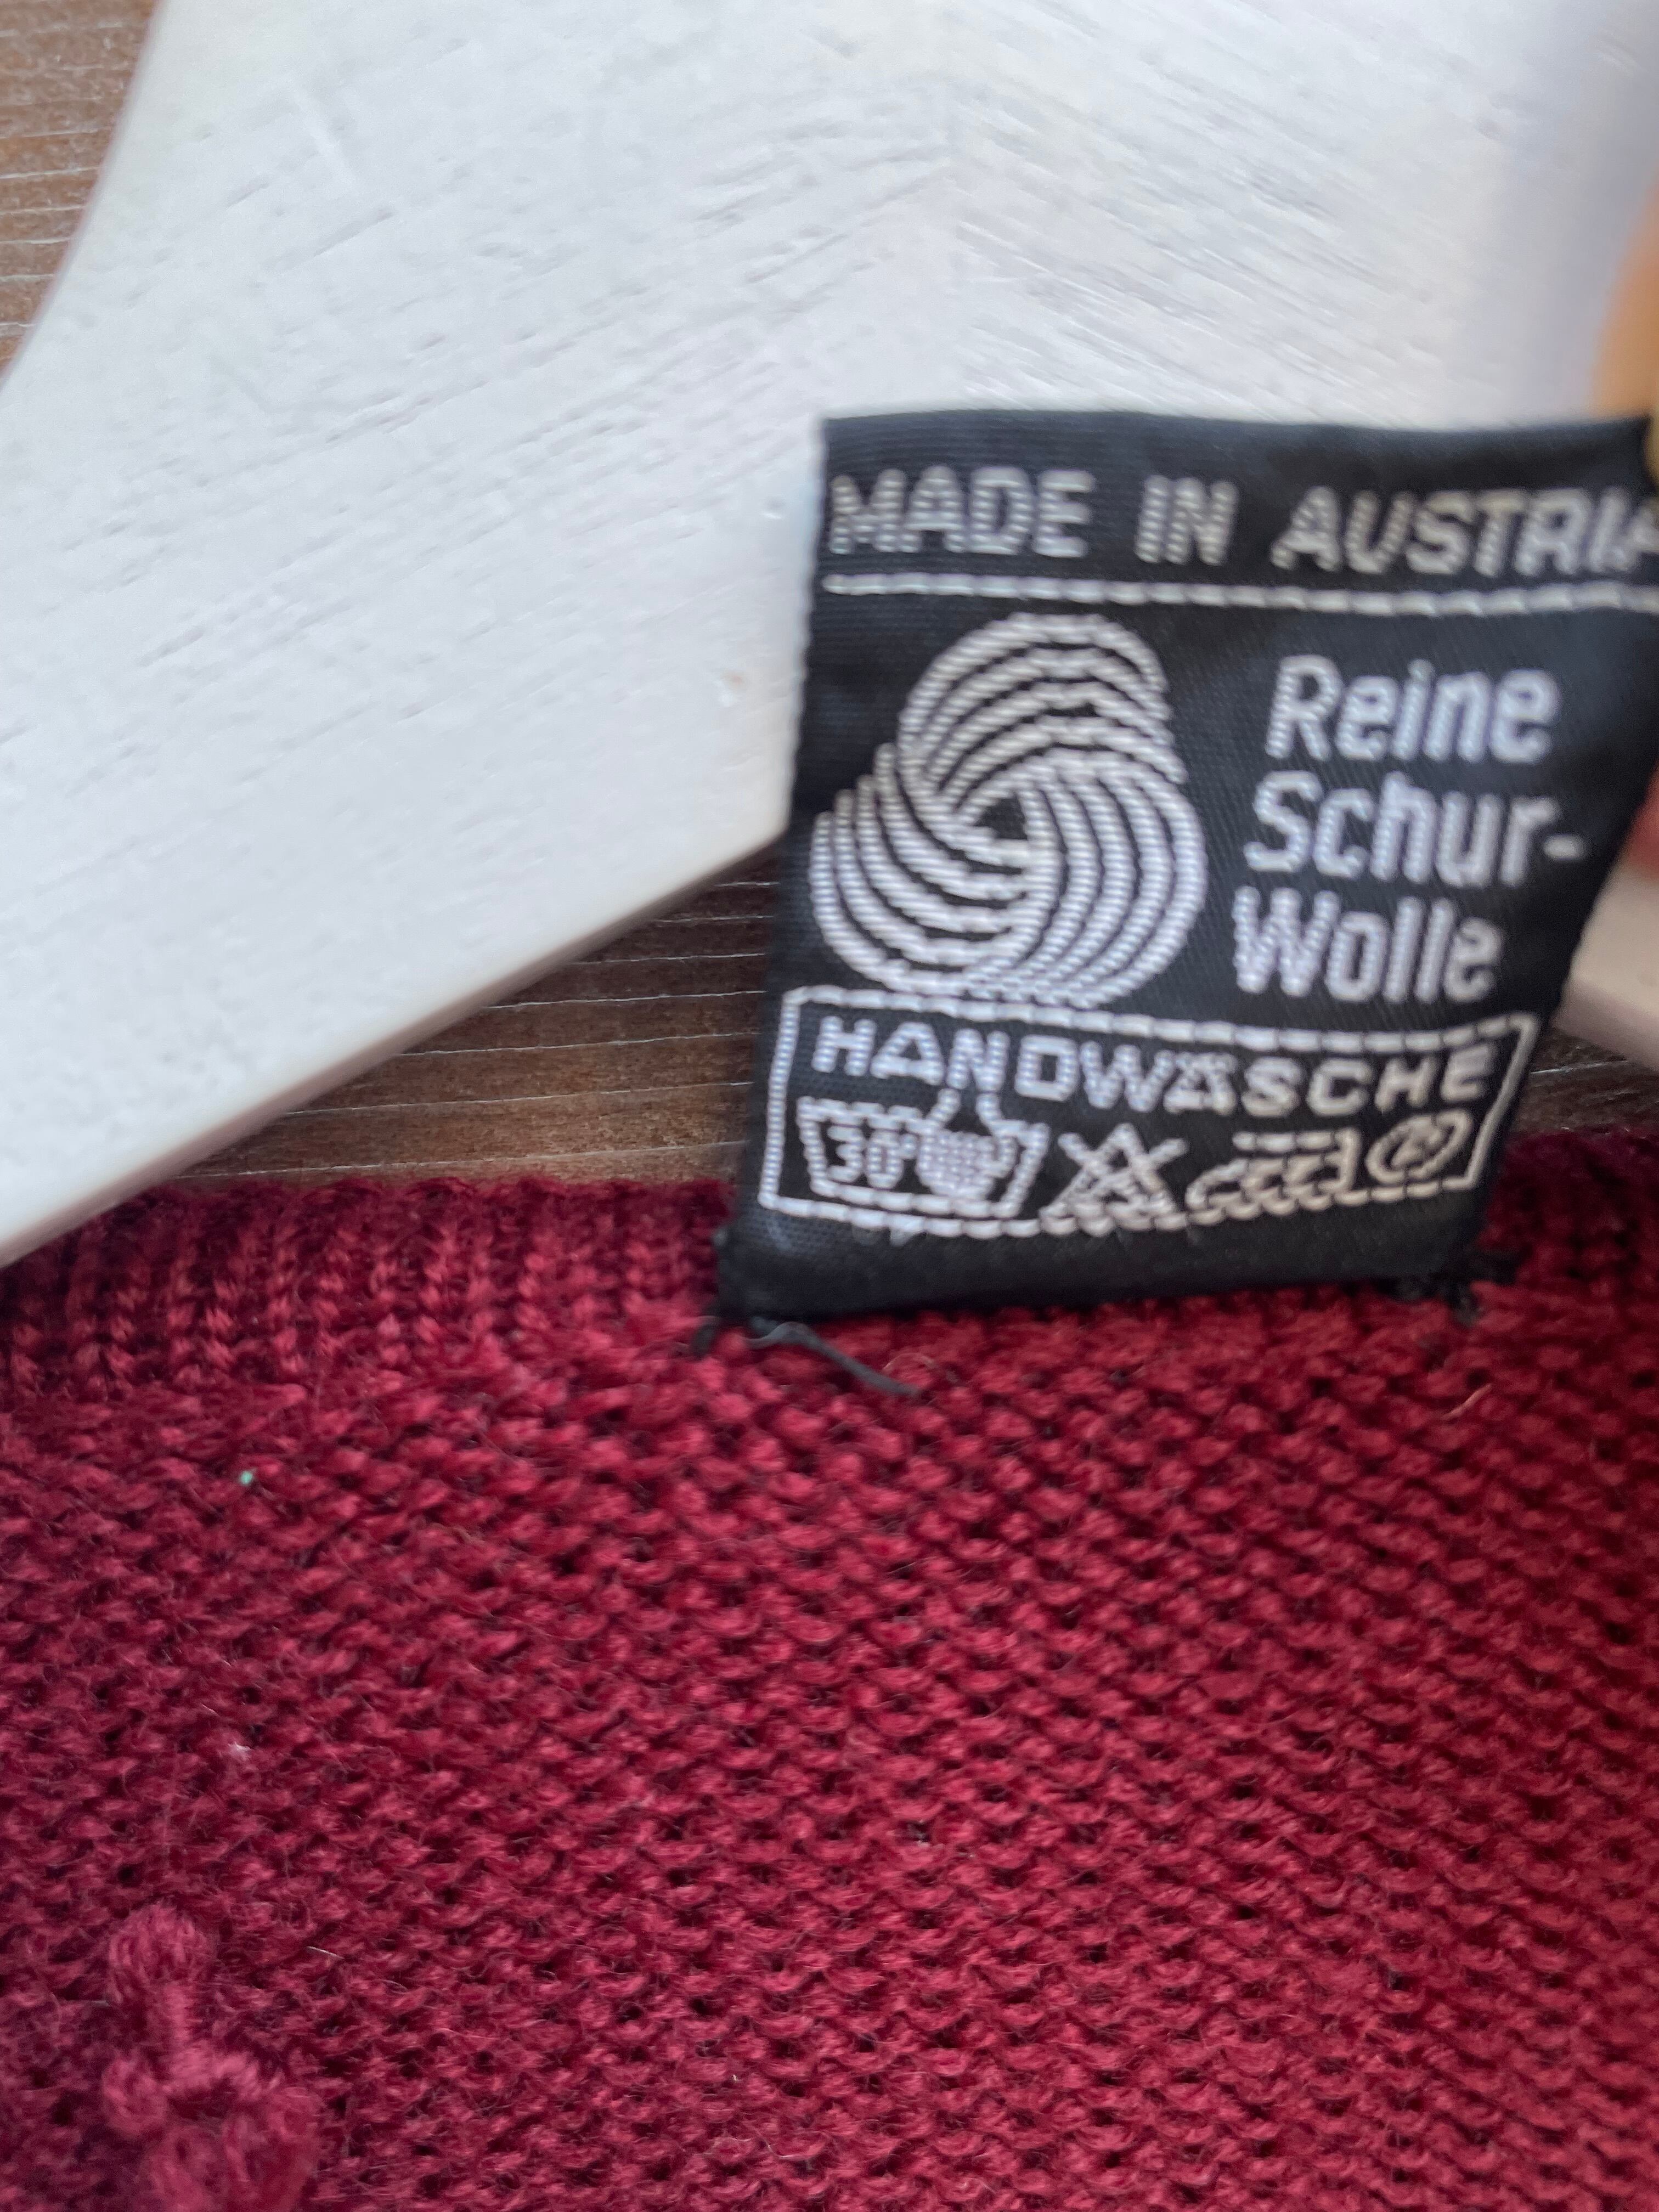 MADE IN AUSTRIA
Reine
Schur-
Wolle
HANDWÄSCHE
30°